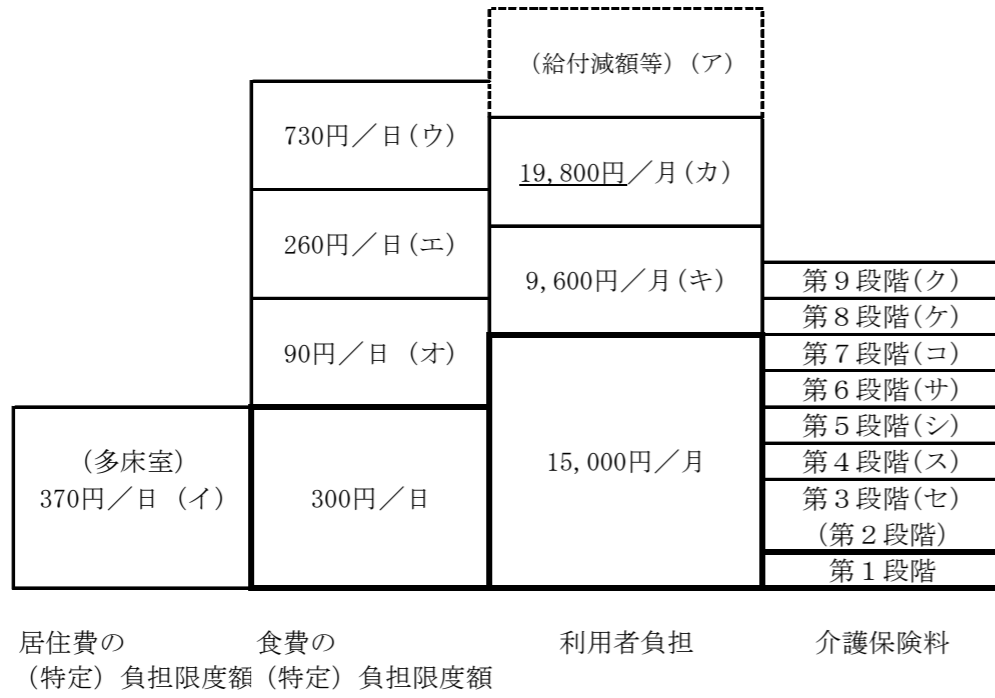 (給付減額等)(ア)
730円／日(ウ)
19,800円／月(カ)
260円／日(エ)
9,600円／月(キ)
第９段階(ク)
第８段階(ケ)
90円／日 (オ)
第７段階(コ)
第６段階(サ)
第５段階(シ)
(多床室)
370円／日 (イ)
300円／日
15,000円／月
第４段階(ス)
第３段階(セ)
(第２段階)
第１段階
居住費の
(特定) 負担限度額
食費の
(特定) 負担限度額
利用者負担
介護保険料